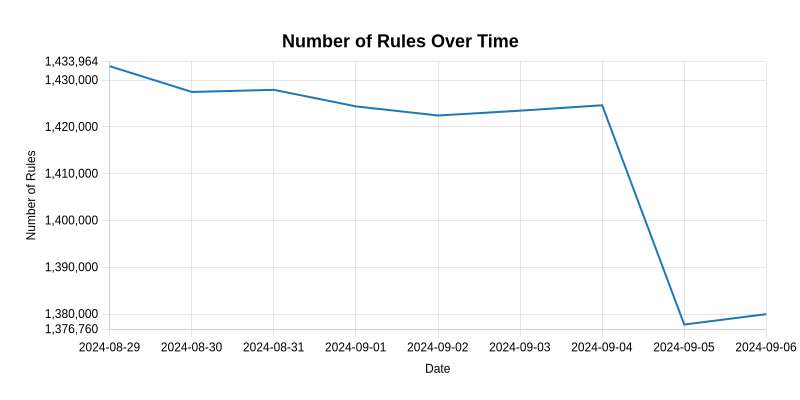 Number of Rules Over Time
1,433,964
1,430,000
1,420,000
1,410,000
1,400,000
1,390,000
1,380,000
1,376,760
Number of Rules
2024-08-29 2024-08-30 2024-08-31 2024-09-01 2024-09-02 2024-09-03 2024-09-04 2024-09-05 2024-09-06
Date